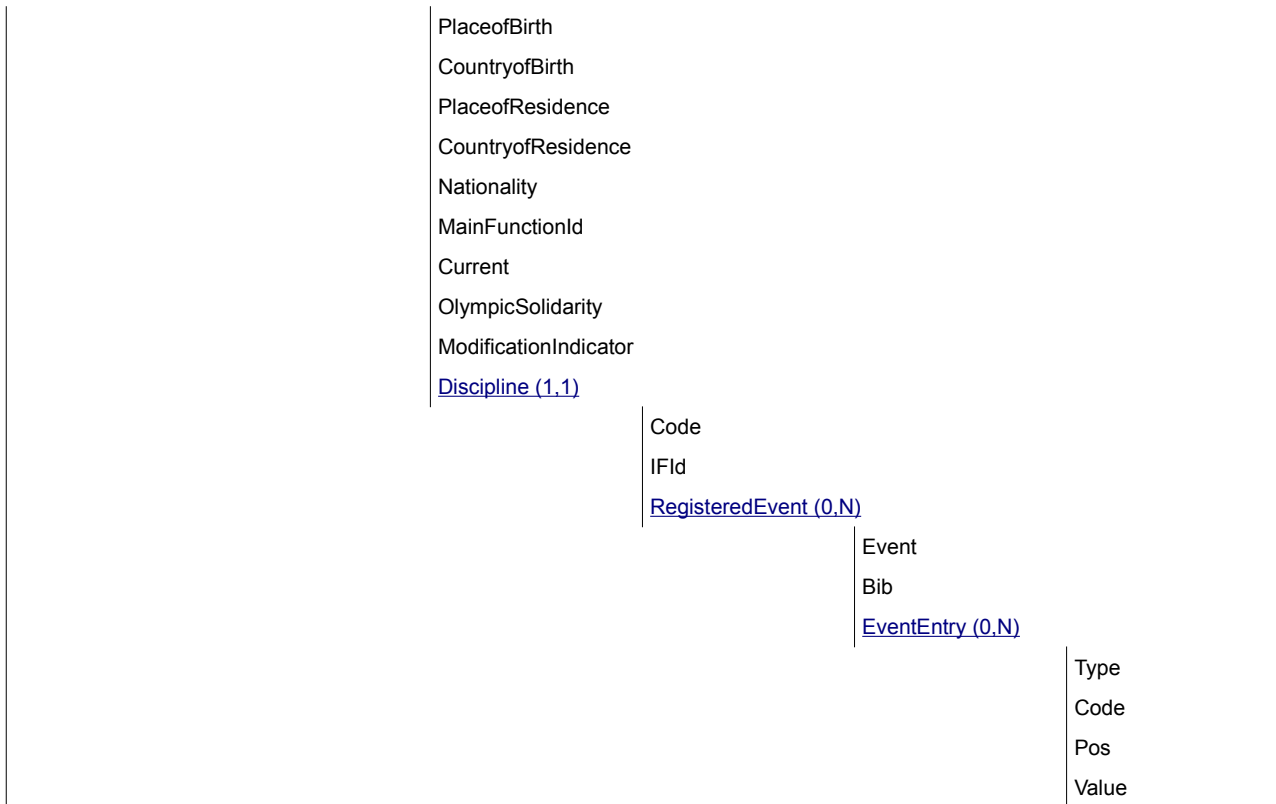 PlaceofBirth
CountryofBirth
PlaceofResidence
CountryofResidence
Nationality
MainFunctionId
Current
OlympicSolidarity
ModificationIndicator
Discipline (1,1)
Code
IFId
RegisteredEvent (0,N)
Event
Bib
EventEntry (0,N)
Type
Code
Pos
Value